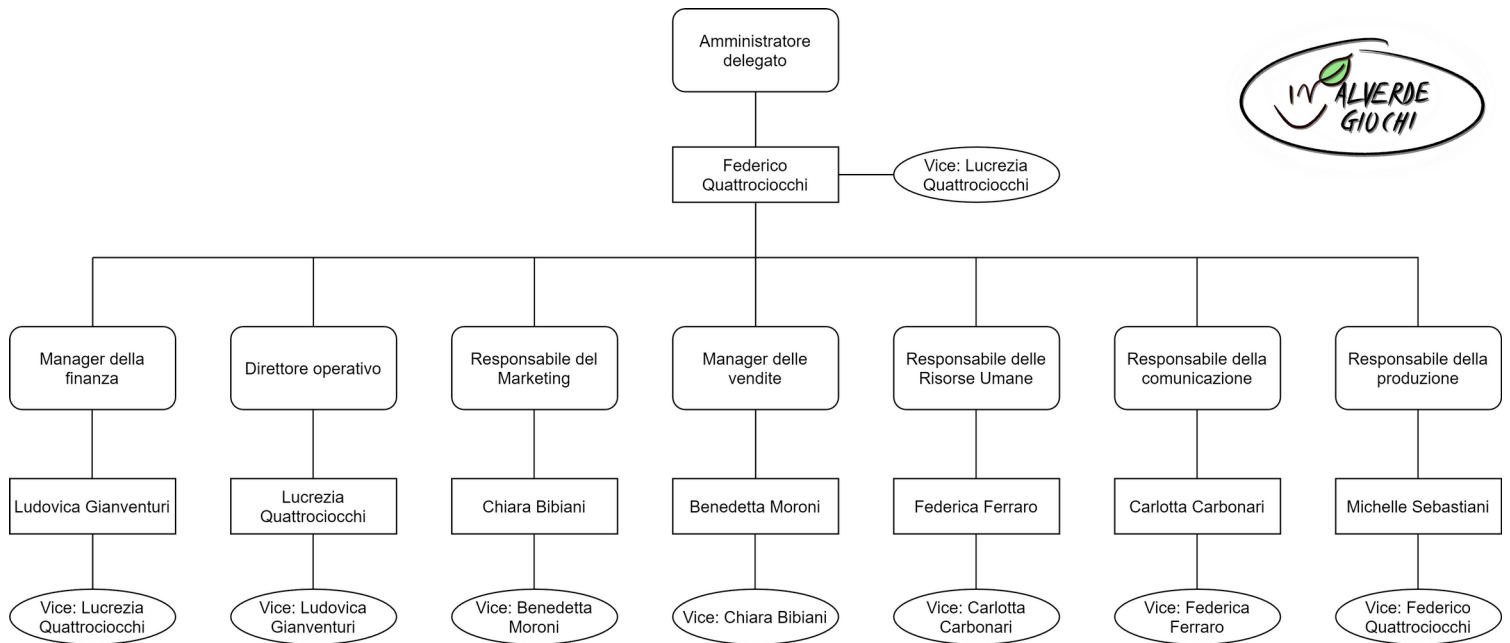 Amministratore
delegato
IN ALVERDE
GIOCHI
Federico
Quattrociocchi
Vice: Lucrezia
Quattrociocchi
Manager della
finanza
Direttore operativo
Responsabile del
Marketing
Manager delle
vendite
Responsabile delle
Risorse Umane
Responsabile della
comunicazione
Responsabile della
produzione
Ludovica Gianventuri
Lucrezia
Quattrociocchi
Chiara Bibiani
Benedetta Moroni
Federica Ferraro
Carlotta Carbonari
Michelle Sebastiani
Vice: Lucrezia
Quattrociocchi
Vice: Ludovica
Gianventuri
Vice: Benedetta
Moroni
Vice: Chiara Bibiani
Vice: Carlotta
Carbonari
Vice: Federica
Ferraro
Vice: Federico
Quattrociocchi